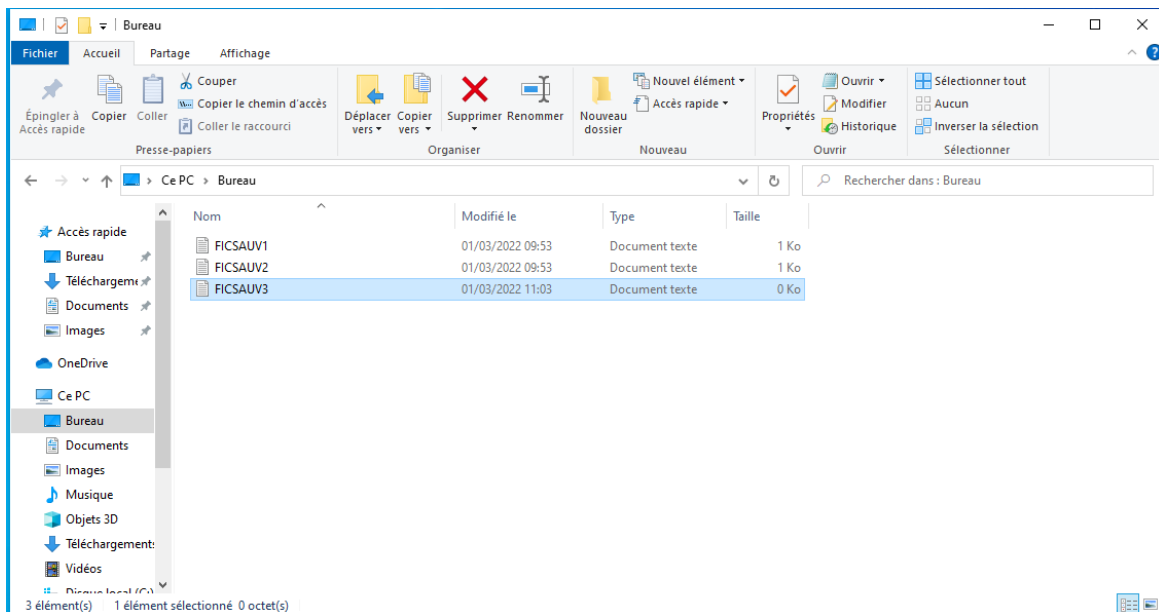 Bureau
Fichier Accueil Partage Affichage
Épingler à Accès rapide
Copier
Coller
Couper
Copier le chemin d'accès
Coller le raccourci
Presse-papiers
Déplacer vers
Copier vers
Supprimer
Renommer
Organiser
Nouveau dossier
Nouvel élément
Accès rapide
Nouveau
Propriétés
Ouvrir
Modifier
Historique
Ouvrir
Sélectionner tout
Aucun
Inverser la sélection
Sélectionner
Ce PC > Bureau
Rechercher dans : Bureau
Accès rapide
Bureau
Téléchargeme
Documents
Images
OneDrive
Ce PC
Bureau
Documents
Images
Musique
Objets 3D
Téléchargements
Vidéos
Disque local (C:)
Nom Modifié le Type Taille
FICSAUV1 01/03/2022 09:53 Document texte 1 Ko
FICSAUV2 01/03/2022 09:53 Document texte 1 Ko
FICSAUV3 01/03/2022 11:03 Document texte 0 Ko
3 élément(s) 1 élément sélectionné 0 octet(s)